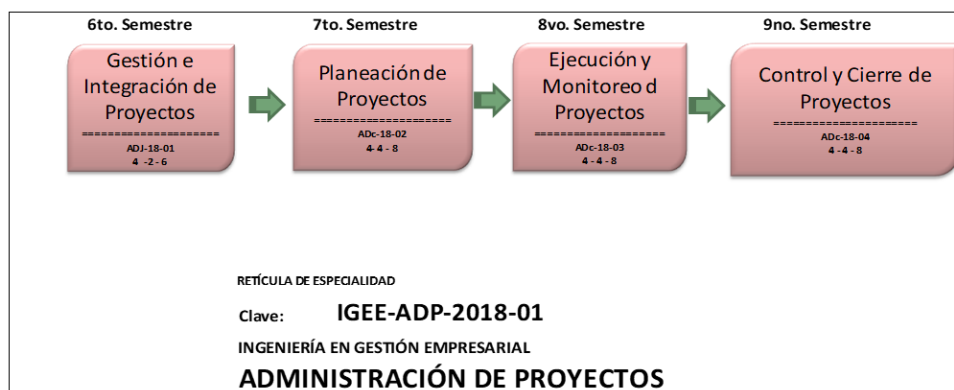 6to. Semestre
7to. Semestre
8vo. Semestre
9no. Semestre
Gestión e
Integración de
Proyectos
=====================
ADJ-18-01
4 -2 - 6
Planeación de
Proyectos
=====================
ADc-18-02
4- 4 - 8
Ejecución y
Monitoreo d
Proyectos
====================
ADc-18-03
4 - 4 - 8
Control y Cierre de
Proyectos
======================
ADc-18-04
4 - 4 - 8
RETÍCULA DE ESPECIALIDAD
Clave: IGEE-ADP-2018-01
INGENIERÍA EN GESTIÓN EMPRESARIAL
ADMINISTRACIÓN DE PROYECTOS